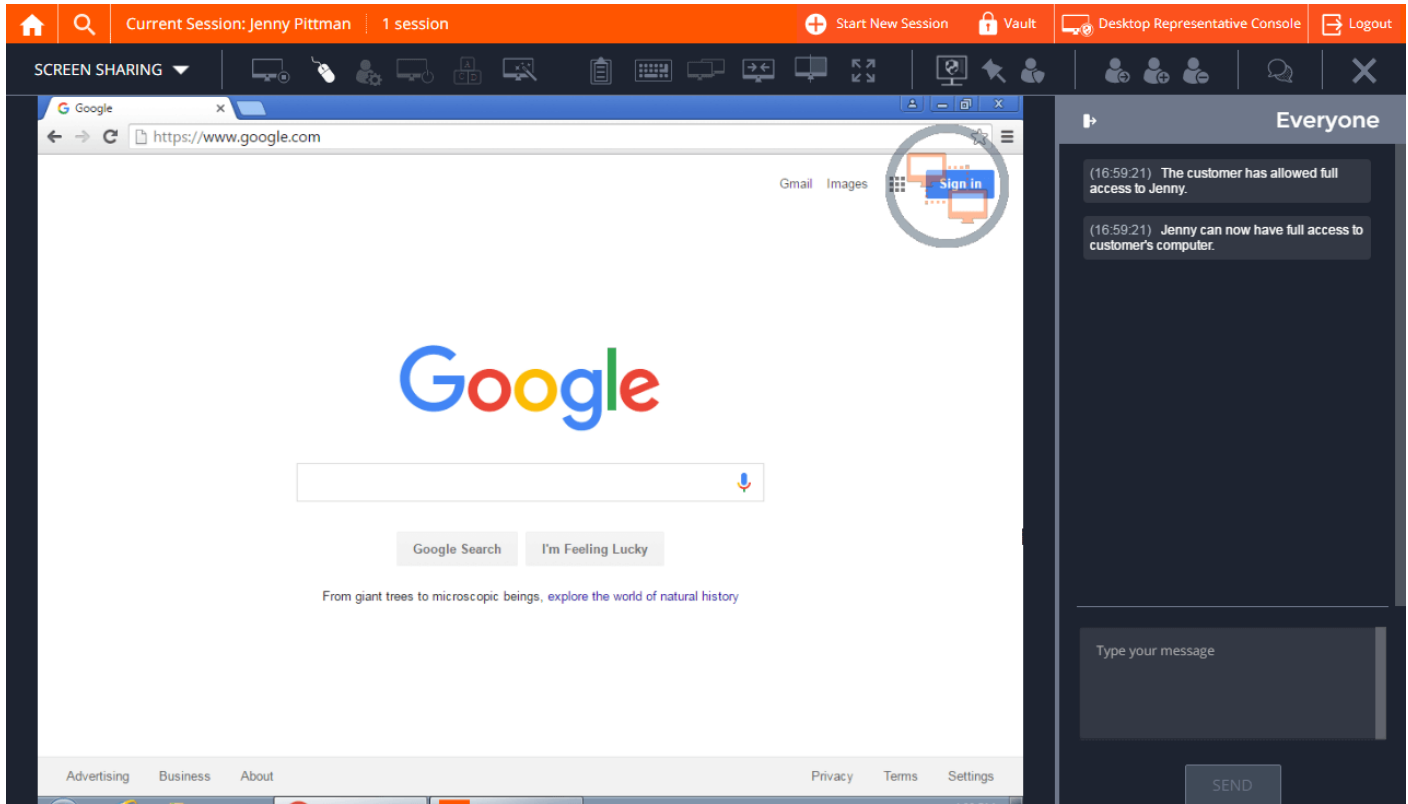 Current Session: Jenny Pittman 1 session Start New Session Vault Desktop Representative Console Logout
SCREEN SHARING
Google
https://www.google.com
Gmail Images Sign in
Google
Google Search I'm Feeling Lucky
From giant trees to microscopic beings, explore the world of natural history
Advertising Business About Privacy Terms Settings
Everyone
(16:59:21) The customer has allowed full
access to Jenny.
(16:59:21) Jenny can now have full access to
customer's computer.
Type your message
SEND